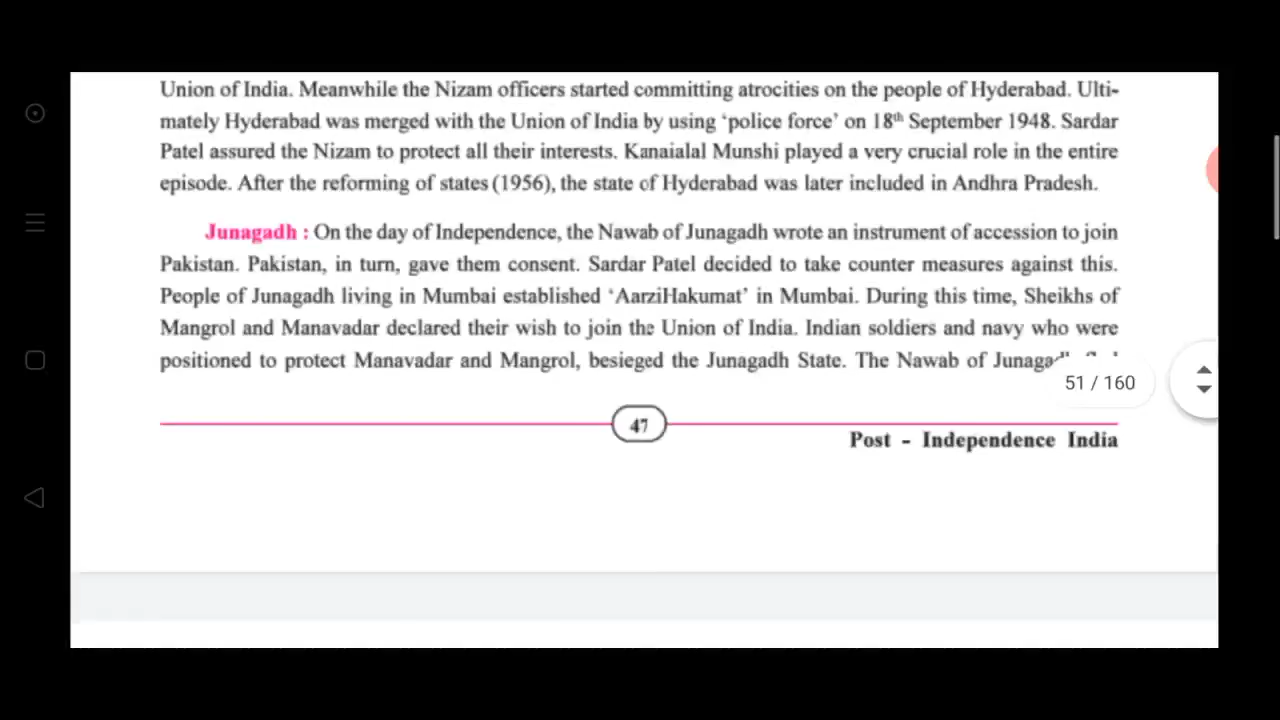 Union of India. Meanwhile the Nizam officers started committing atrocities on the people of Hyderabad. Ulti-
mately Hyderabad was merged with the Union of India by using ‘police force’ on 18th September 1948. Sardar
Patel assured the Nizam to protect all their interests. Kanaialal Munshi played a very crucial role in the entire
episode. After the reforming of states (1956), the state of Hyderabad was later included in Andhra Pradesh.
Junagadh : On the day of Independence, the Nawab of Junagadh wrote an instrument of accession to join
Pakistan. Pakistan, in turn, gave them consent. Sardar Patel decided to take counter measures against this.
People of Junagadh living in Mumbai established ‘AarziHakumat’ in Mumbai. During this time, Sheikhs of
Mangrol and Manavadar declared their wish to join the Union of India. Indian soldiers and navy who were
positioned to protect Manavadar and Mangrol, besieged the Junagadh State. The Nawab of Junagadh
51 / 160
47
Post - Independence India